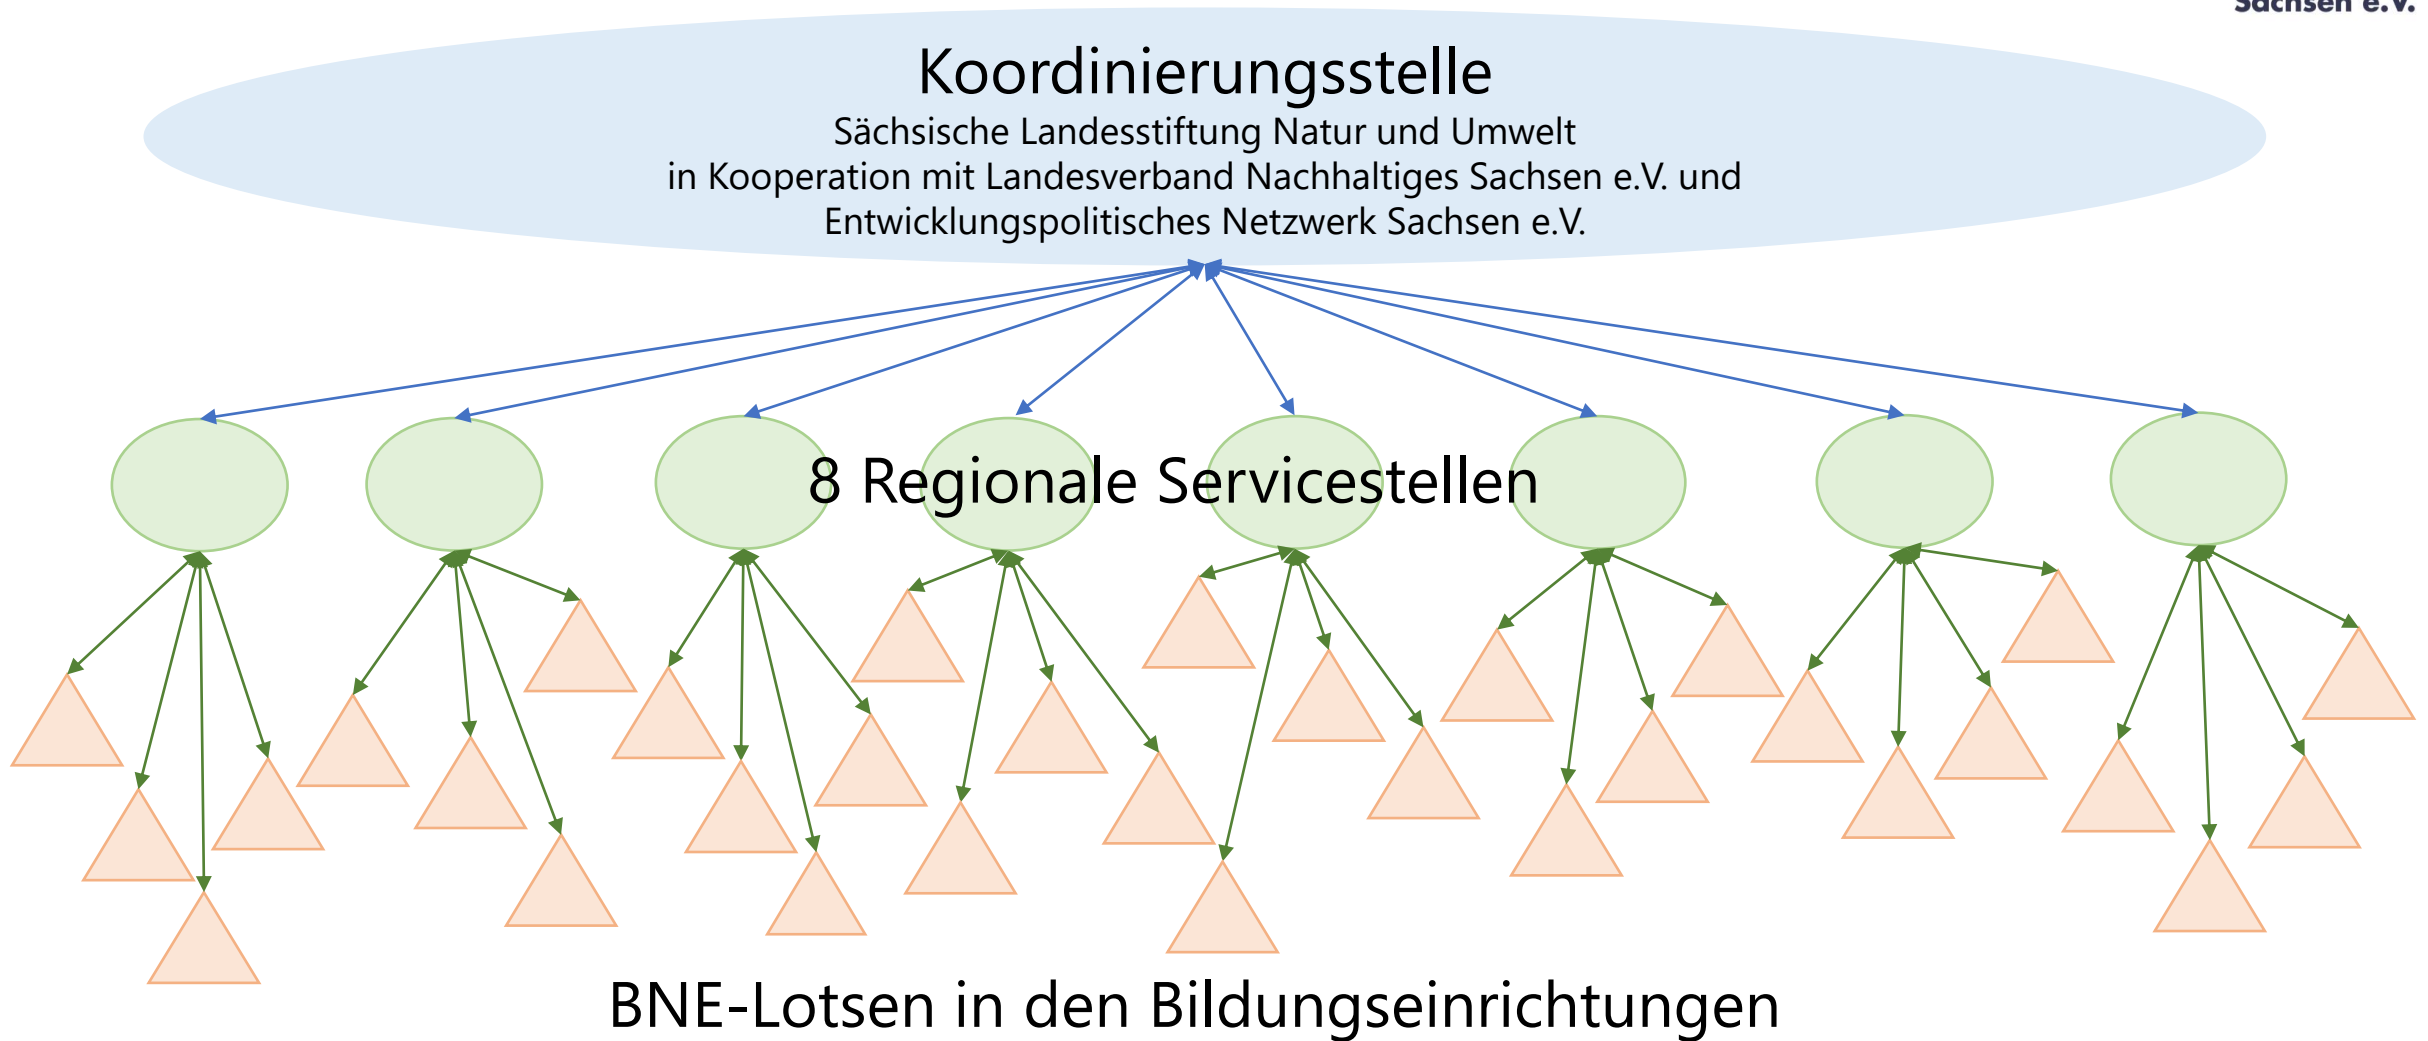 Sachsen e.V.
Koordinierungsstelle
Sächsische Landesstiftung Natur und Umwelt
in Kooperation mit Landesverband Nachhaltiges Sachsen e.V. und
Entwicklungspolitisches Netzwerk Sachsen e.V.
8 Regionale Servicestellen
BNE-Lotsen in den Bildungseinrichtungen